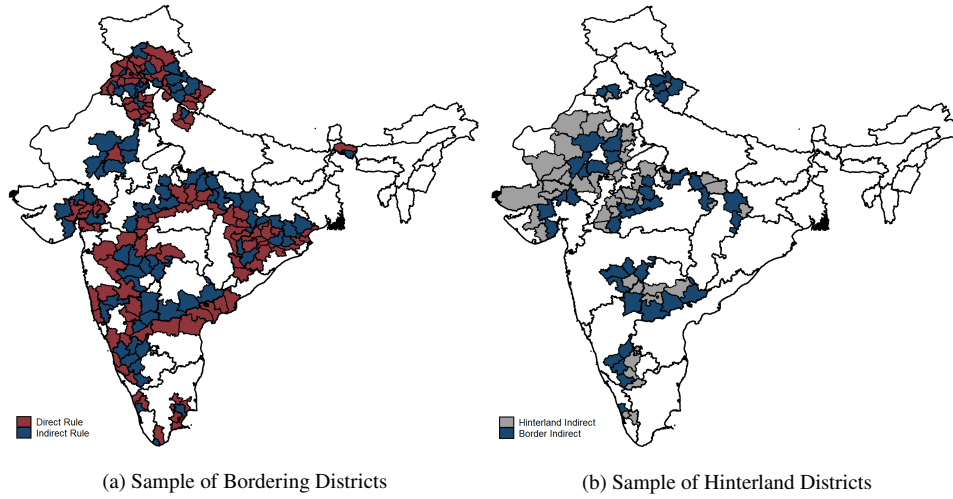 Direct Rule
Indirect Rule
(a) Sample of Bordering Districts
Hinterland Indirect
Border Indirect
(b) Sample of Hinterland Districts